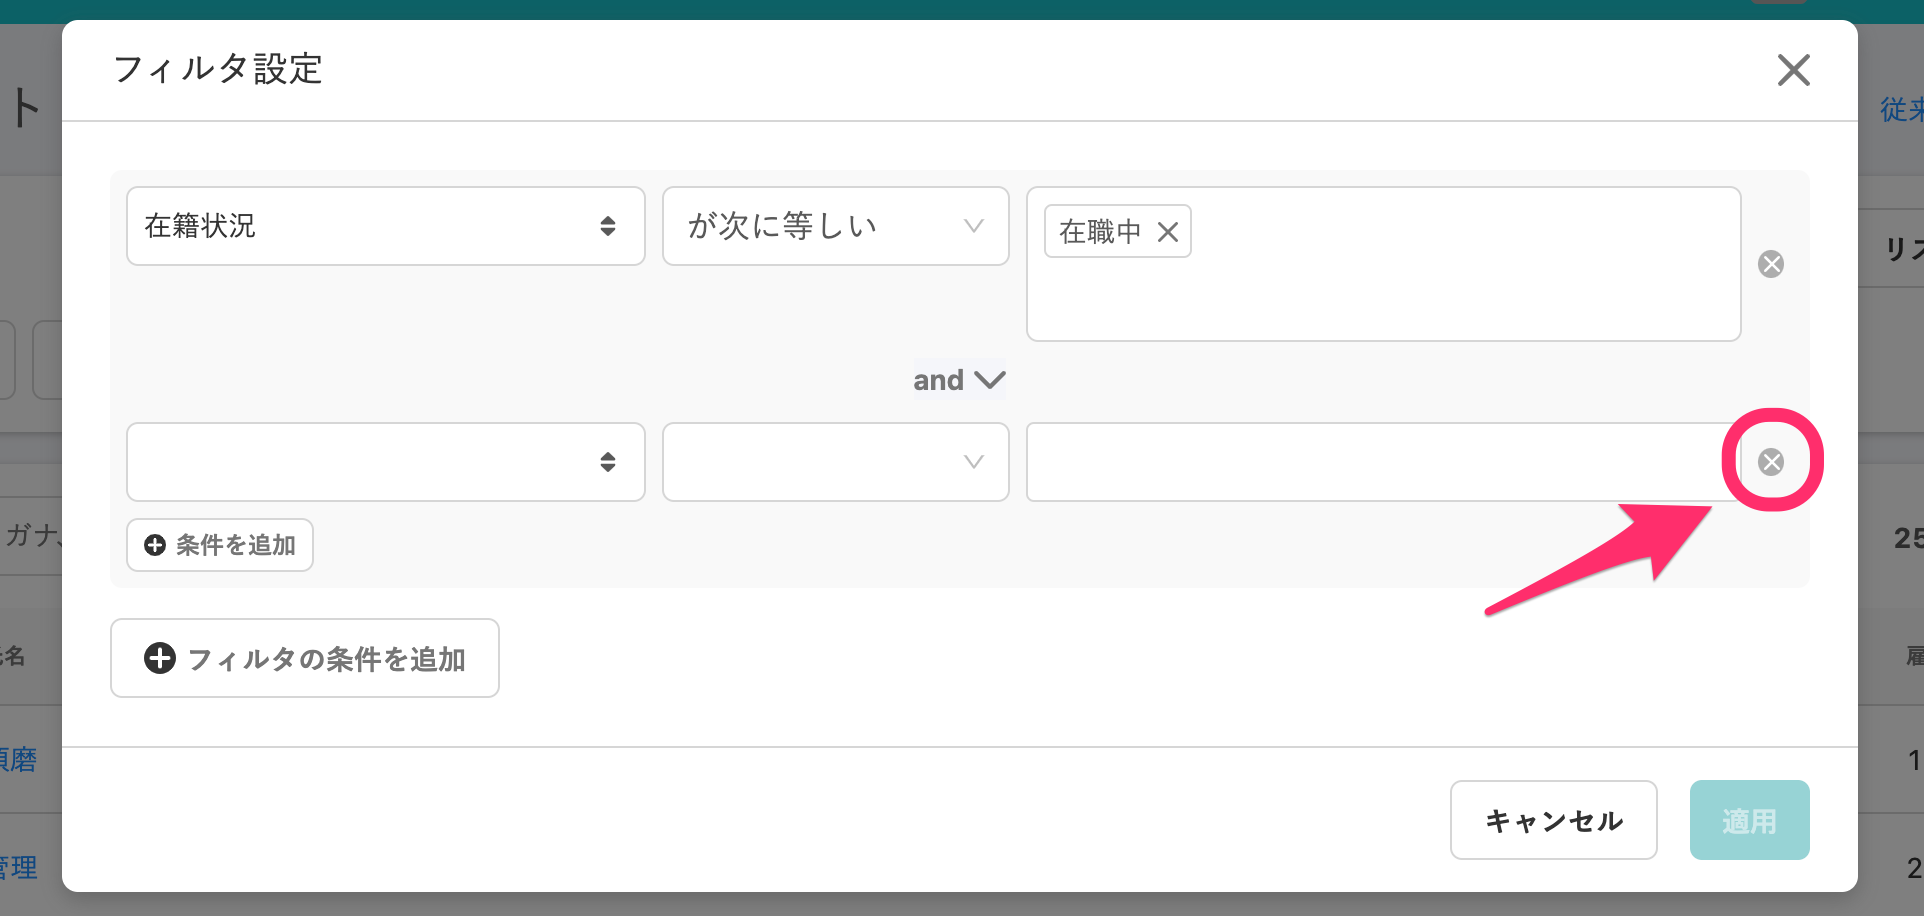 フィルタ設定
ト
従来
在籍状況
が次に等しい
在職中
リス
and
ガナ、
条件を追加
25
フィルタの条件を追加
氏名
雇
須磨
1
キャンセル
適用
管理
2